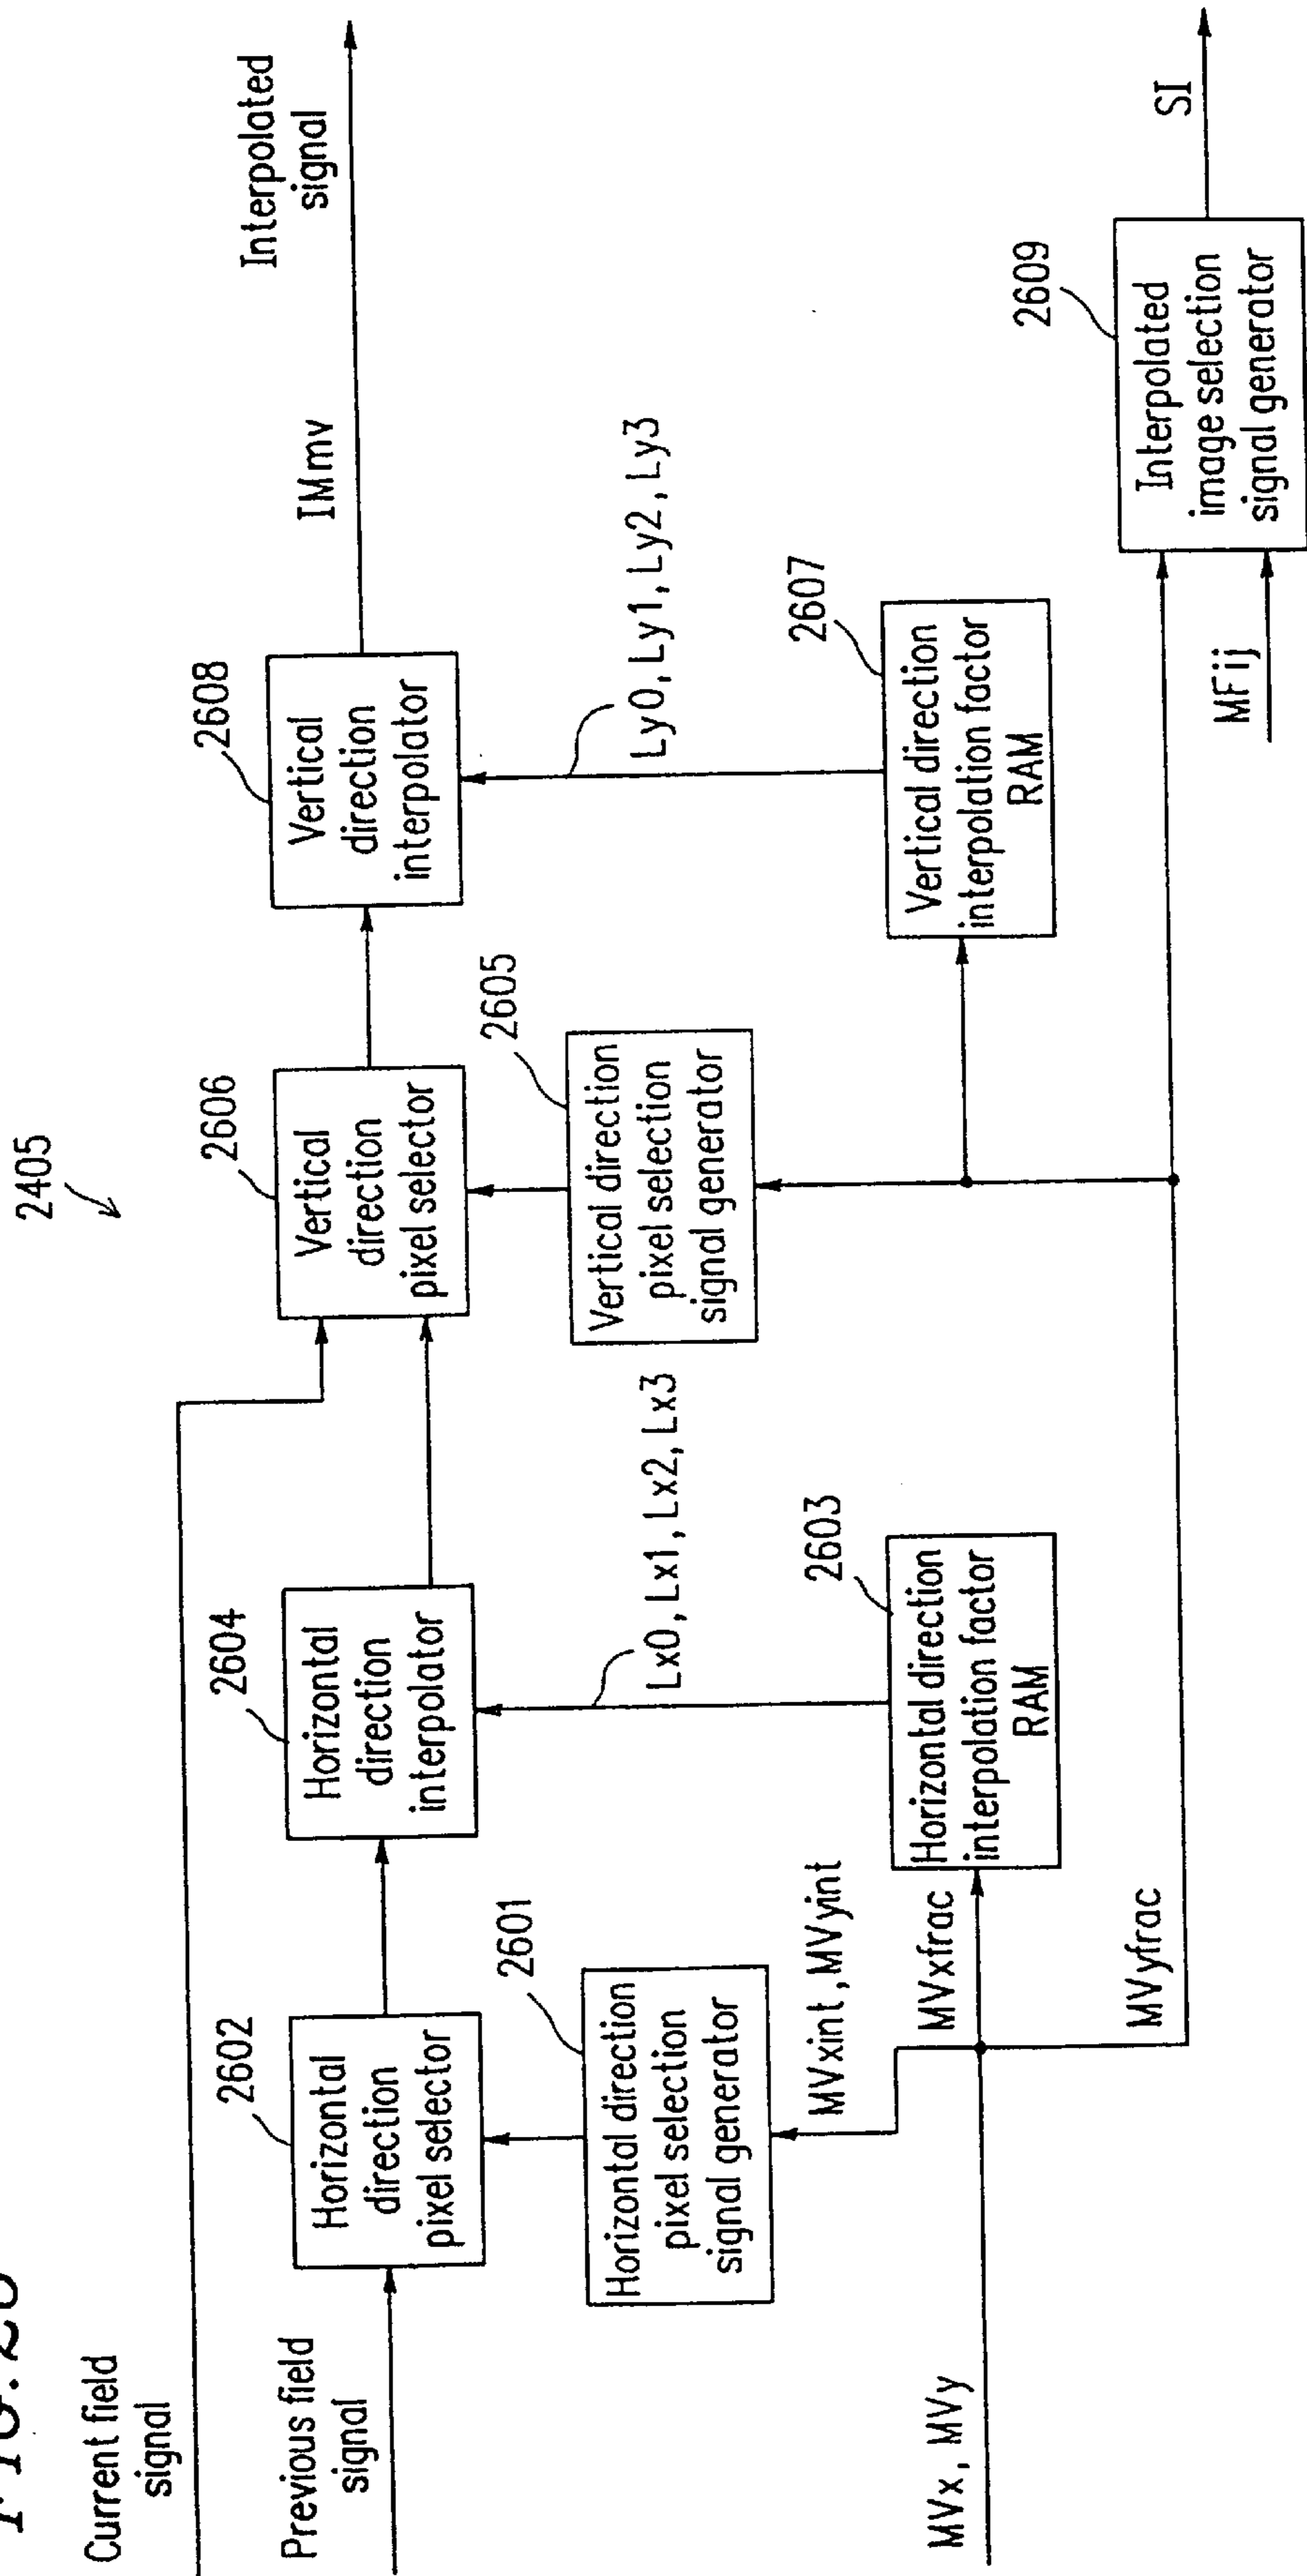 2405
Current field
signal
Previous field
signal
2602
Horizontal
direction
pixel selector
2604
Horizontal
direction
interpolator
2606
Vertical
direction
pixel selector
2608
Vertical
direction
interpolator
IMmv
Interpolated
signal
2601
Horizontal direction
pixel selection
signal generator
Lx0, Lx1, Lx2, Lx3
2605
Vertical direction
pixel selection
signal generator
Ly0, Ly1, Ly2, Ly3
MVxint, MVyint
MVx, MVy
MVxfrac
2603
Horizontal direction
interpolation factor
RAM
2607
Vertical direction
interpolation factor
RAM
MVyfrac
MFij
2609
Interpolated
image selection
signal generator
SI